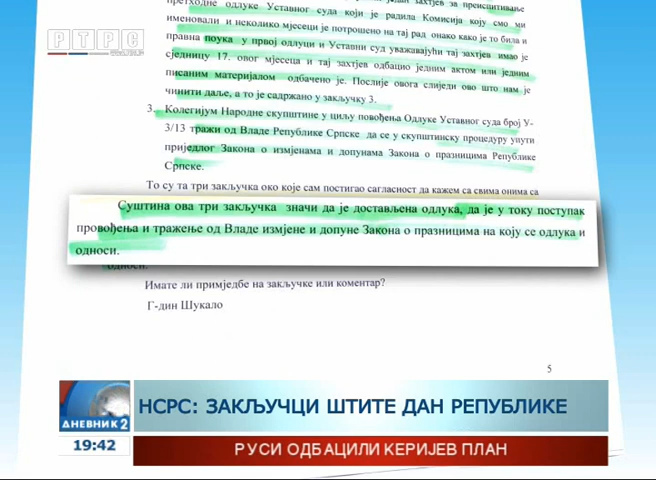 претходне одлуке Уставног суда који је радила Комисија коју смо ми
именовали и неколико мјесеци је потрошено на тај рад онако како је то била и
правна поука у првој одлуци и Уставни суд уважавајући тај захтјев имао је
сједницу 17. овог мјесеца и тај захтјев одбацио једним актом или једним
писаним материјалом одбачено је. Послије овога слиједи ово што нам је
чинити даље, а то је садржано у закључку 3.
3. Колегијум Народне скупштине у циљу повођења Одлуке Уставног суда број У-
3/13 тражи од Владе Републике Српске да се у скупштинску процедуру упути
приједлог Закона о измјенама и допунама Закона о празницима Републике
Српске.
То су та три закључка око које сам постигао сагласност да кажем са свима онима са
Суштина ова три закључка значи да је достављена одлука, да је у току поступак
провођења и тражење од Владе измјене и допуне Закона о празницима на коју се одлука и
односи.
односи.
Имате ли примједбе на закључке или коментар?
Г-дин Шукало
5
РТРС
НСРС: ЗАКЉУЧЦИ ШТИТЕ ДАН РЕПУБЛИКЕ
ДНЕВНИК 2
19:42
РУСИ ОДБАЦИЛИ КЕРИЈЕВ ПЛАН